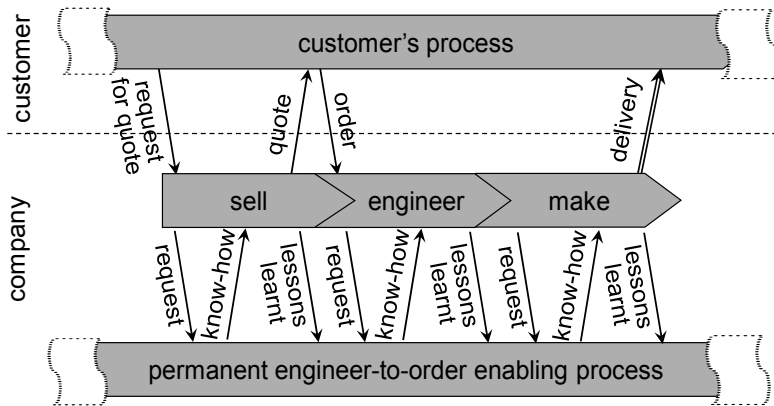 customer
customer's process
request
for quote
quote
order
delivery
company
sell
engineer
make
request
know-how
lessons
learnt
request
know-how
lessons
learnt
request
know-how
lessons
learnt
permanent engineer-to-order enabling process